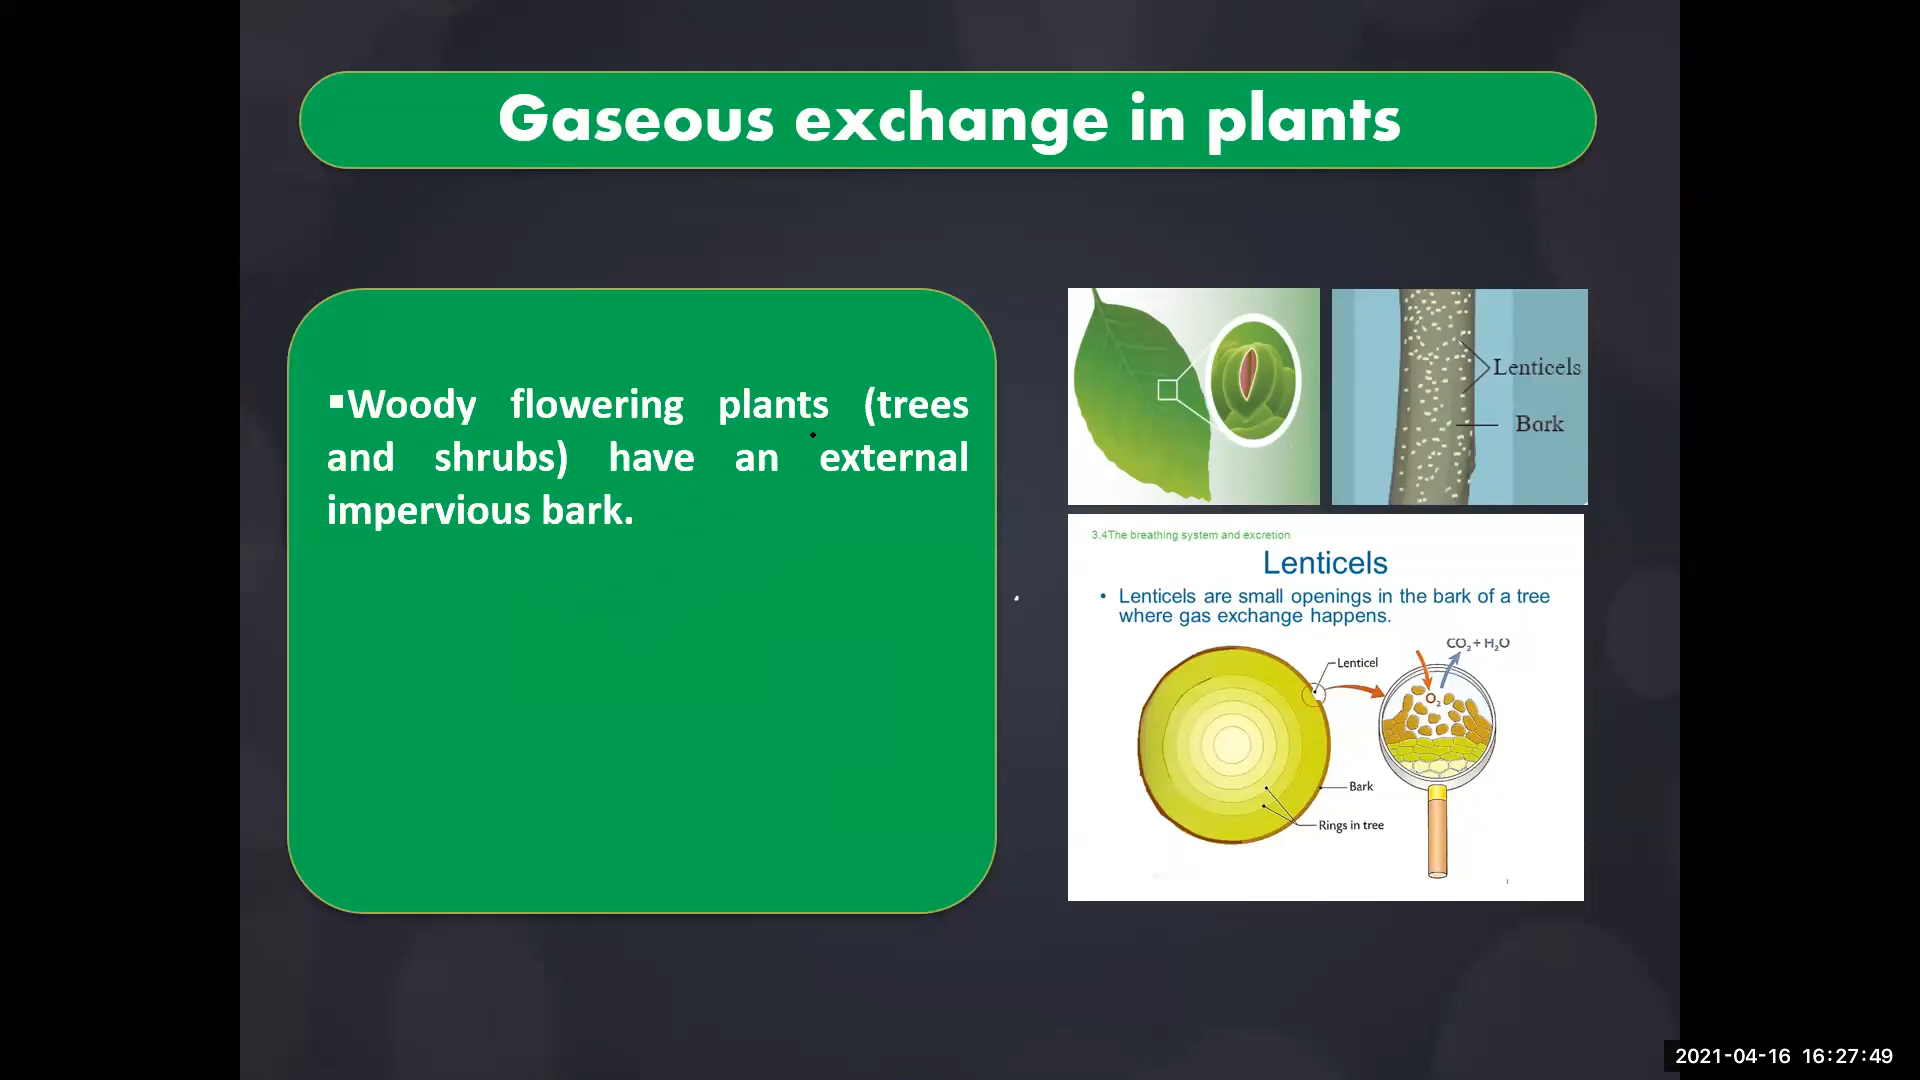 Gaseous exchange in plants
▪Woody flowering plants (trees
and shrubs) have an external
impervious bark.
Lenticels
Bark
3.4The breathing system and excretion
Lenticels
• Lenticels are small openings in the bark of a tree
where gas exchange happens.
CO₂ + H₂O
Lenticel
O₂
Bark
Rings in tree
2021-04-16 16:27:49